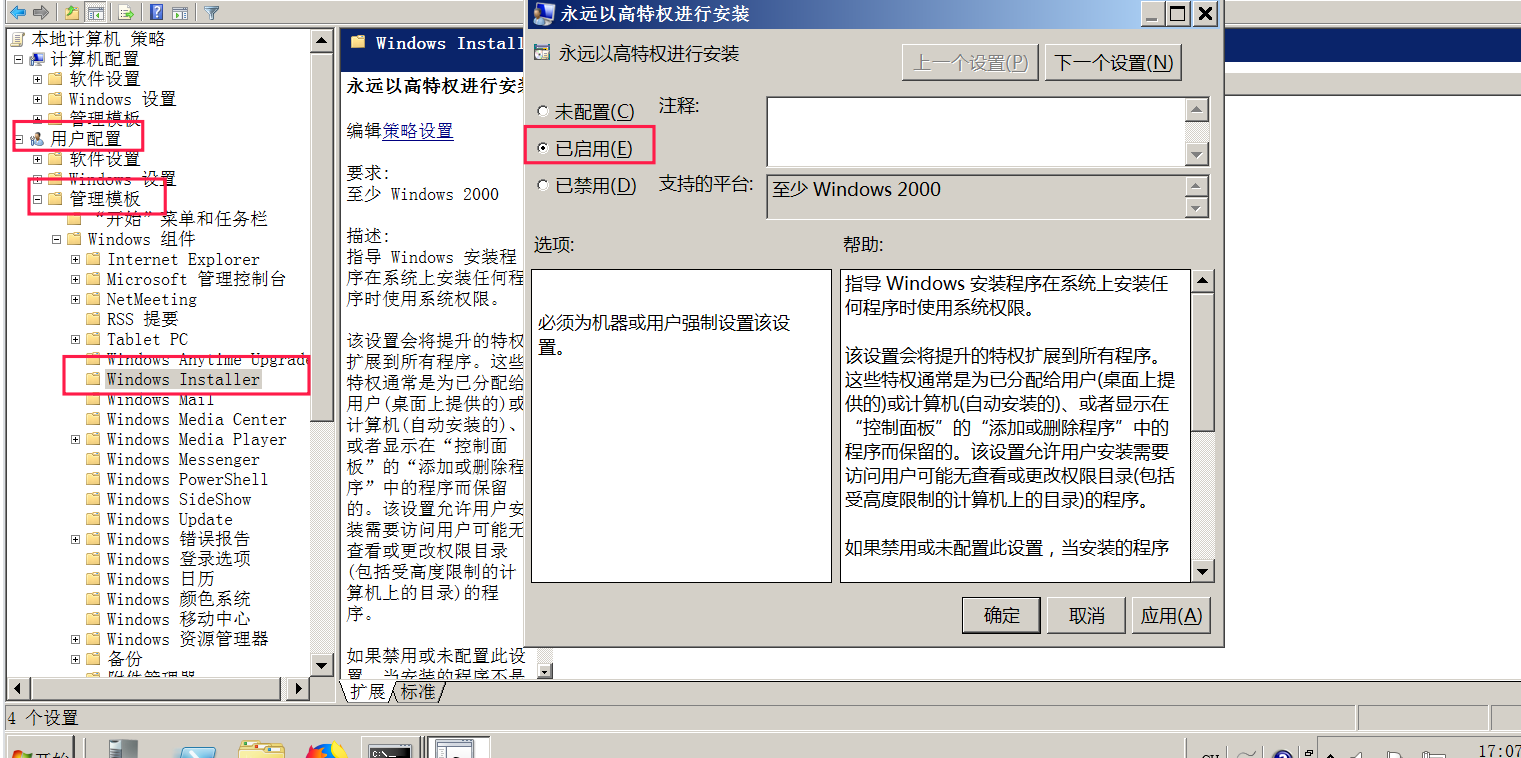 本地计算机 策略
计算机配置
软件设置
Windows 设置
管理模板
用户配置
软件设置
Windows 设置
管理模板
“开始”菜单和任务栏
Windows 组件
Internet Explorer
Microsoft 管理控制台
NetMeeting
RSS 提要
Tablet PC
Windows Anytime Upgrade
Windows Installer
Windows Mail
Windows Media Center
Windows Media Player
Windows Messenger
Windows PowerShell
Windows SideShow
Windows Update
Windows 错误报告
Windows 登录选项
Windows 日历
Windows 颜色系统
Windows 移动中心
Windows 资源管理器
备份
附件管理器
Windows Install
永远以高特权进行安装
编辑策略设置
要求:
至少 Windows 2000
描述:
指导 Windows 安装程
序在系统上安装任何程
序时使用系统权限。
该设置会将提升的特权
扩展到所有程序。这些
特权通常是为已分配给
用户(桌面上提供的)或
计算机(自动安装的)、
或者显示在“控制面
板”的“添加或删除程
序”中的程序而保留
的。该设置允许用户安
装需要访问用户可能无
查看或更改权限目录
(包括受高度限制的计
算机上的目录)的程
序。
如果禁用或未配置此设
置，当安装的程序不是
扩展
标准
永远以高特权进行安装
永远以高特权进行安装
上一个设置(P)
下一个设置(N)
未配置(C)
注释:
已启用(E)
已禁用(D)
支持的平台:
至少 Windows 2000
选项:
帮助:
必须为机器或用户强制设置该设
置。
指导 Windows 安装程序在系统上安装任
何程序时使用系统权限。
该设置会将提升的特权扩展到所有程序。
这些特权通常是为已分配给用户(桌面上提
供的)或计算机(自动安装的)、或者显示在
“控制面板”的“添加或删除程序”中的
程序而保留的。该设置允许用户安装需要
访问用户可能无查看或更改权限目录(包括
受高度限制的计算机上的目录)的程序。
如果禁用或未配置此设置，当安装的程序
确定
取消
应用(A)
4 个设置
开始
CH
17:07